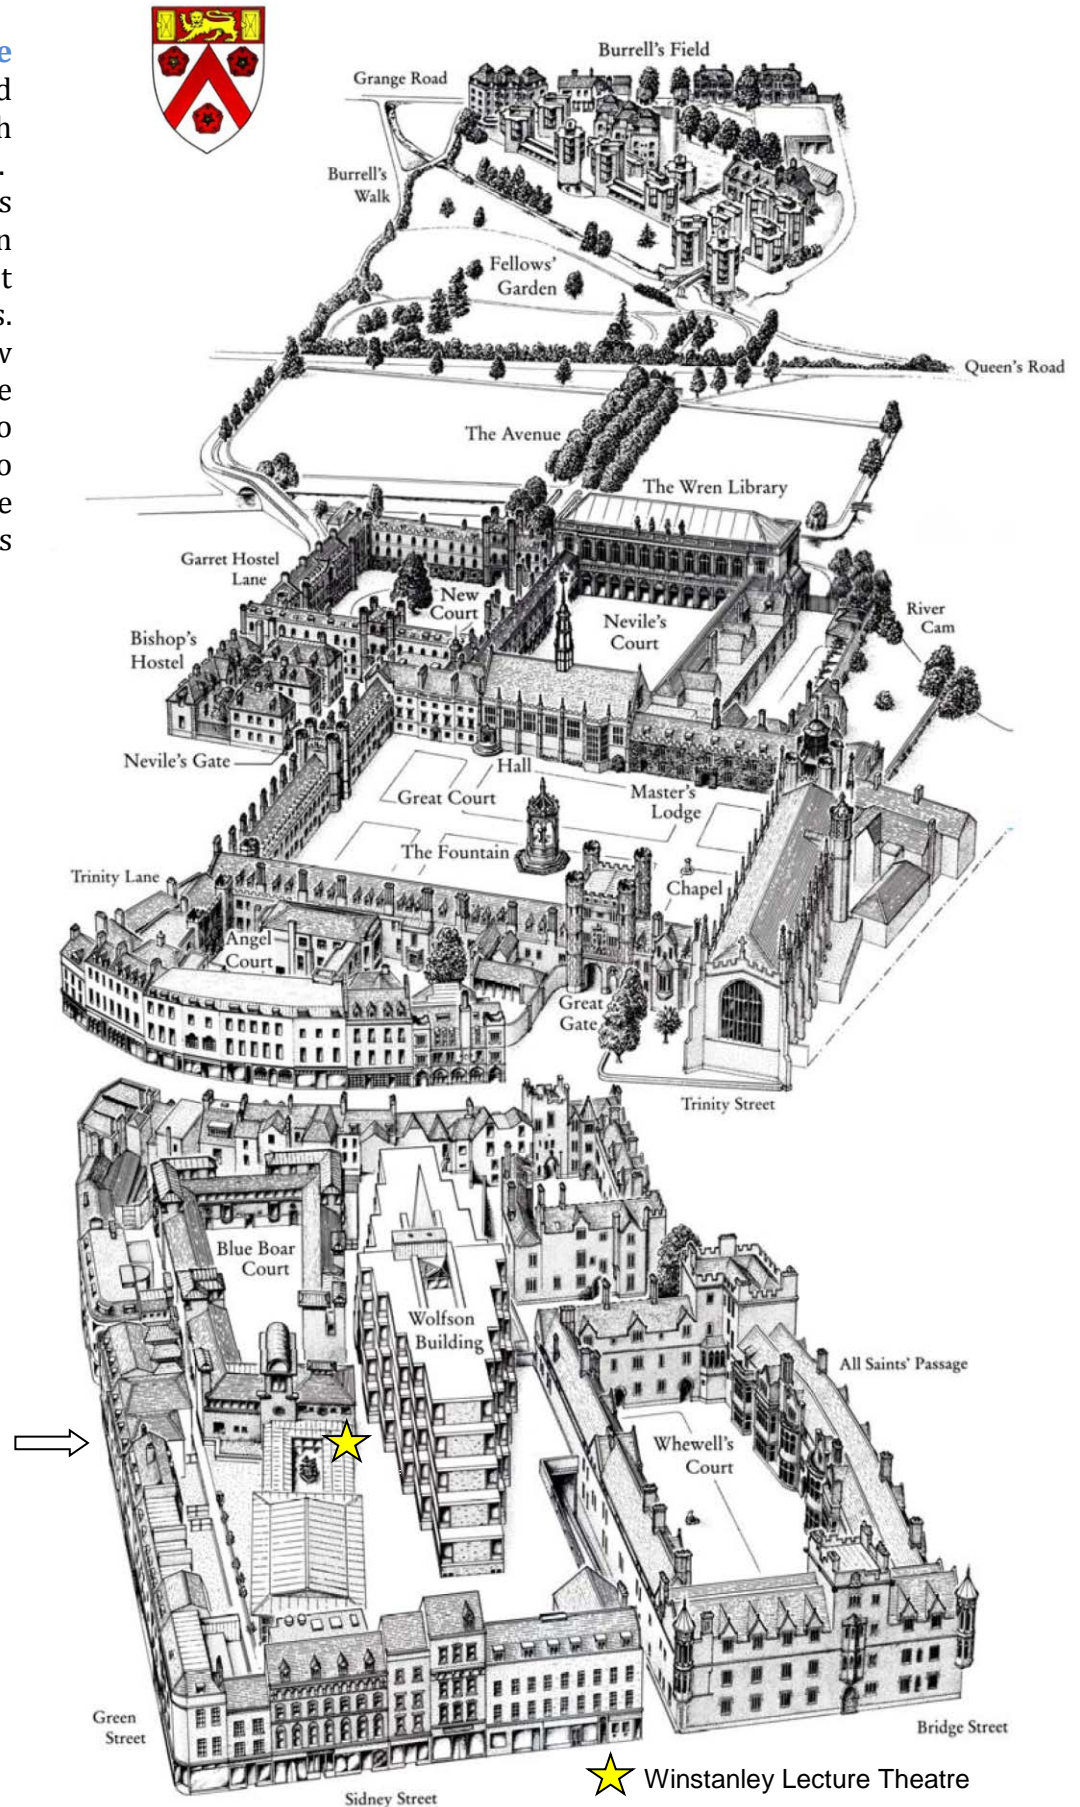 e
d
h
.
s
n
t
s.
w
e
o
o
e
s
Burrell’s Field
Grange Road
Burrell’s
Walk
Fellows’
Garden
Queen’s Road
The Avenue
The Wren Library
Garret Hostel
Lane
New
Court
Nevile’s
Court
River
Cam
Bishop’s
Hostel
Nevile’s Gate
Hall
Great Court
Master’s
Lodge
The Fountain
Trinity Lane
Chapel
Angel
Court
Great
Gate
Trinity Street
Blue Boar
Court
Wolfson
Building
All Saints’ Passage
Whewell’s
Court
Green
Street
Bridge Street
Winstanley Lecture Theatre
Sidney Street